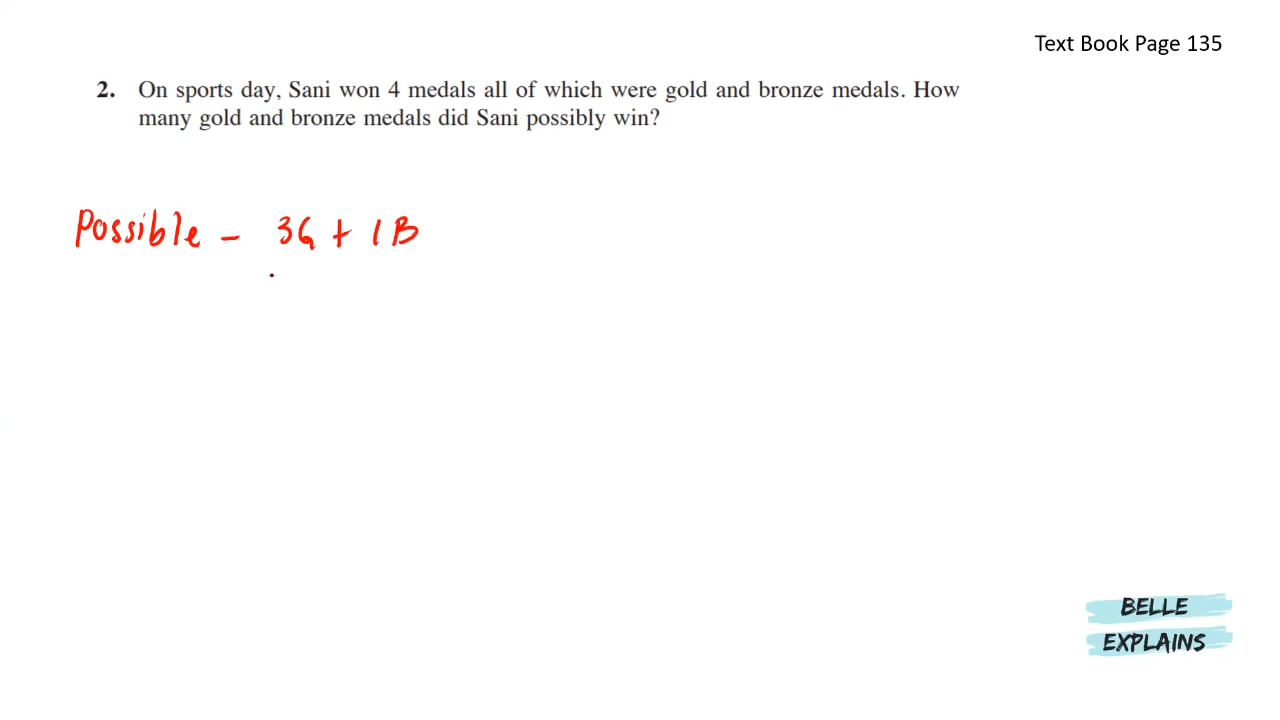 Text Book Page 135
2. On sports day, Sani won 4 medals all of which were gold and bronze medals. How
many gold and bronze medals did Sani possibly win?
Possible - 3G + 1B
BELLE
EXPLAINS